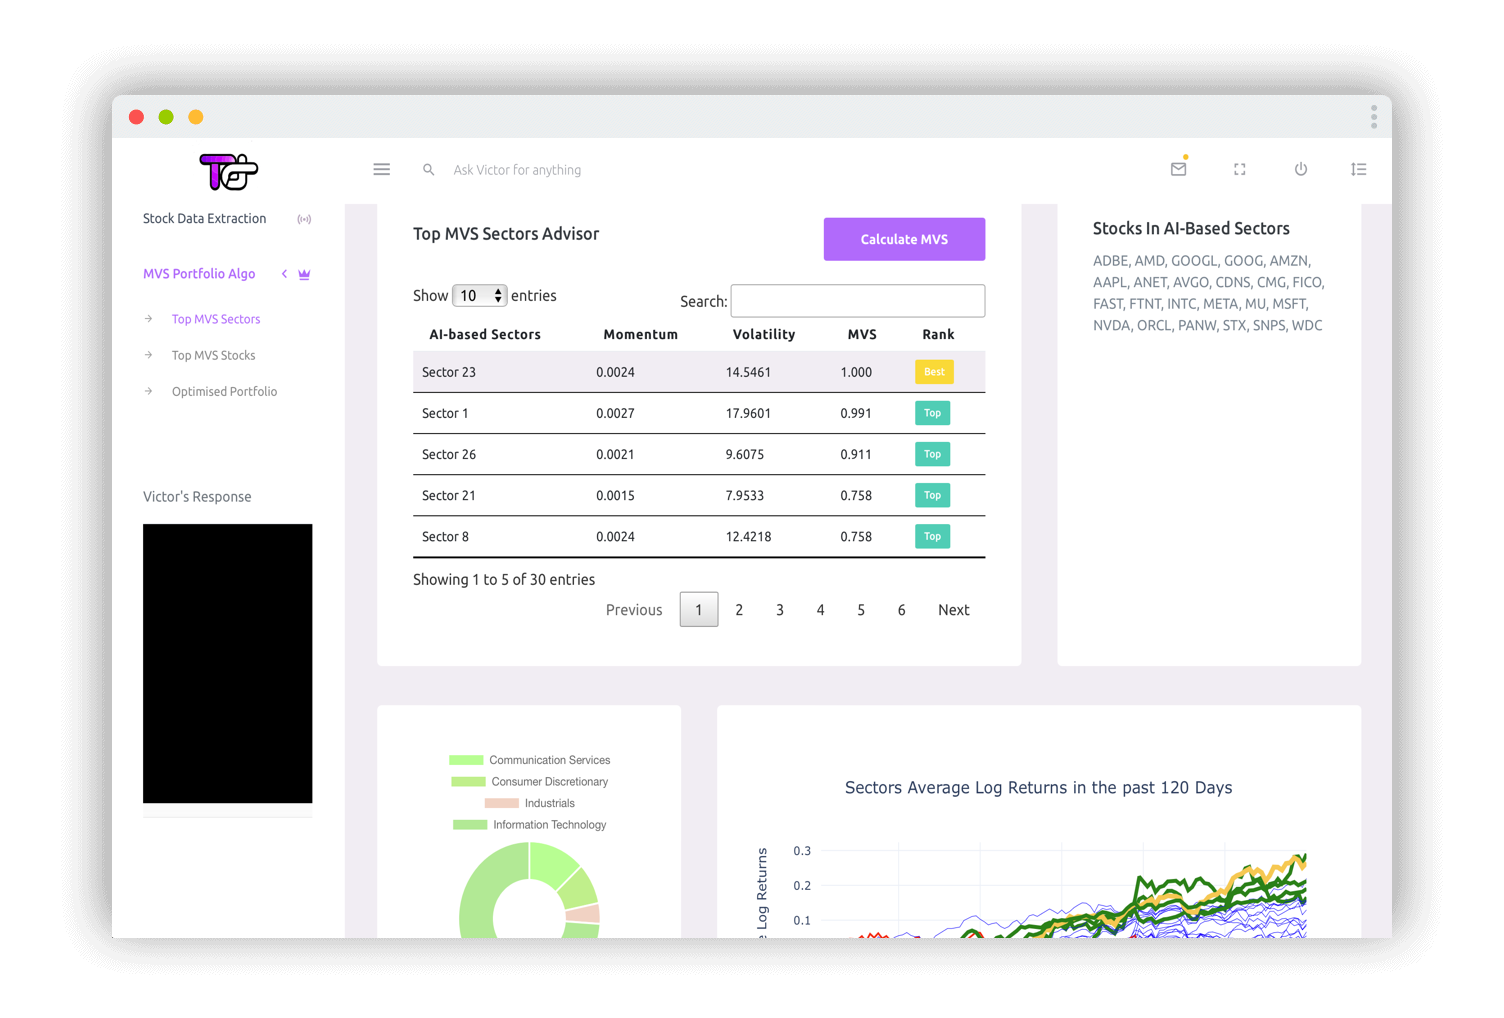 Ask Victor for anything
Stock Data Extraction
MVS Portfolio Algo
Top MVS Sectors
Top MVS Stocks
Optimised Portfolio
Victor's Response
Top MVS Sectors Advisor
Calculate MVS
Show 10 entries
Search:
AI-based Sectors Momentum Volatility MVS Rank
Sector 23 0.0024 14.5461 1.000 Best
Sector 1 0.0027 17.9601 0.991 Top
Sector 26 0.0021 9.6075 0.911 Top
Sector 21 0.0015 7.9533 0.758 Top
Sector 8 0.0024 12.4218 0.758 Top
Showing 1 to 5 of 30 entries
Previous 1 2 3 4 5 6 Next
Stocks In AI-Based Sectors
ADBE, AMD, GOOGL, GOOG, AMZN,
AAPL, ANET, AVGO, CDNS, CMG, FICO,
FAST, FTNT, INTC, META, MU, MSFT,
NVDA, ORCL, PANW, STX, SNPS, WDC
Communication Services
Consumer Discretionary
Industrials
Information Technology
Sectors Average Log Returns in the past 120 Days
Log Returns
0.3
0.2
0.1